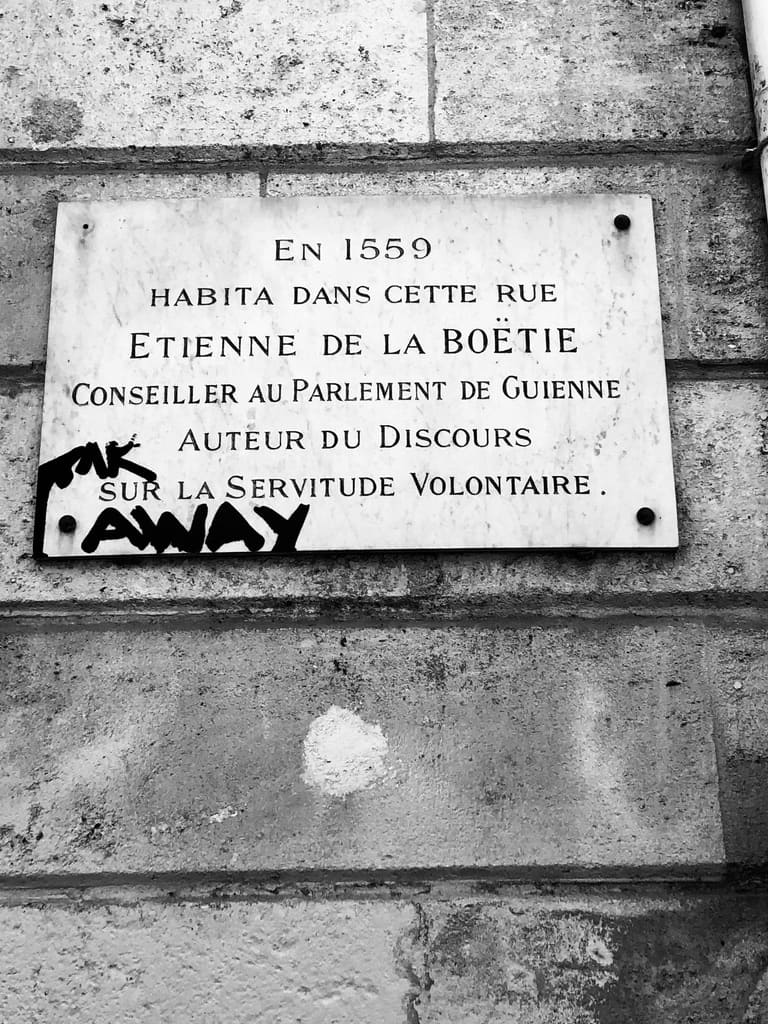 EN 1559
HABITA DANS CETTE RUE
ETIENNE DE LA BOËTIE
CONSEILLER AU PARLEMENT DE GUIENNE
AUTEUR DU DISCOURS
SUR LA SERVITUDE VOLONTAIRE.
AWAY